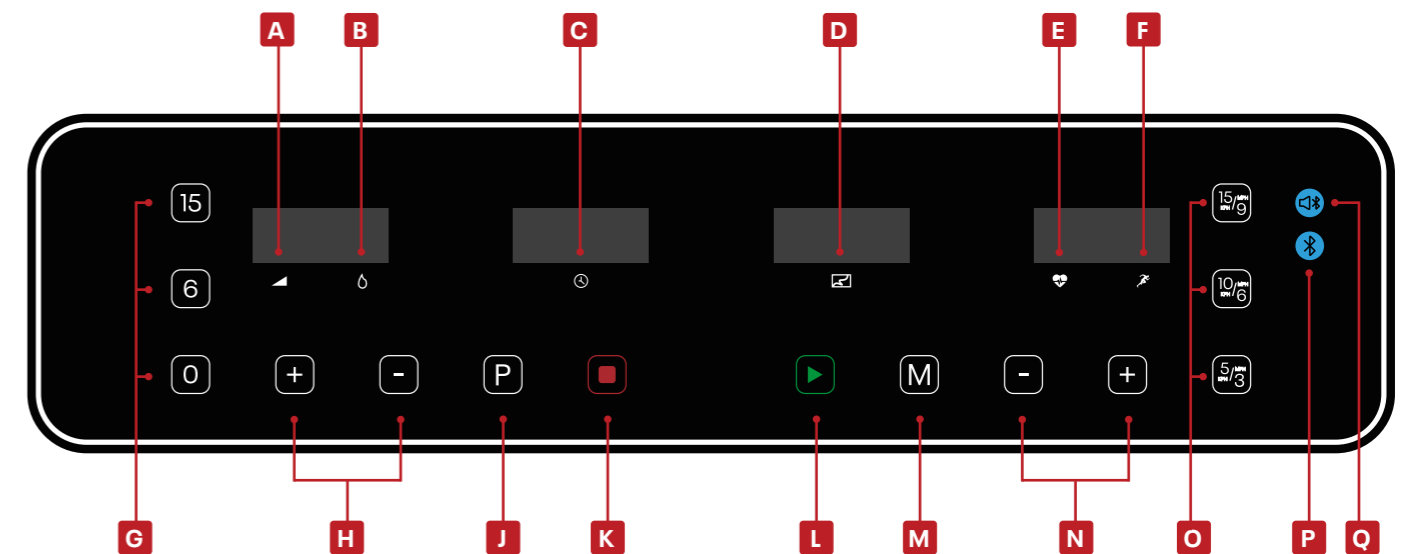 A B C D E F
15
15 KPH / MPH 9
6
10 KPH / MPH 6
0 + - P M - + 5 KPH / MPH 3
G H J K L M N O P Q